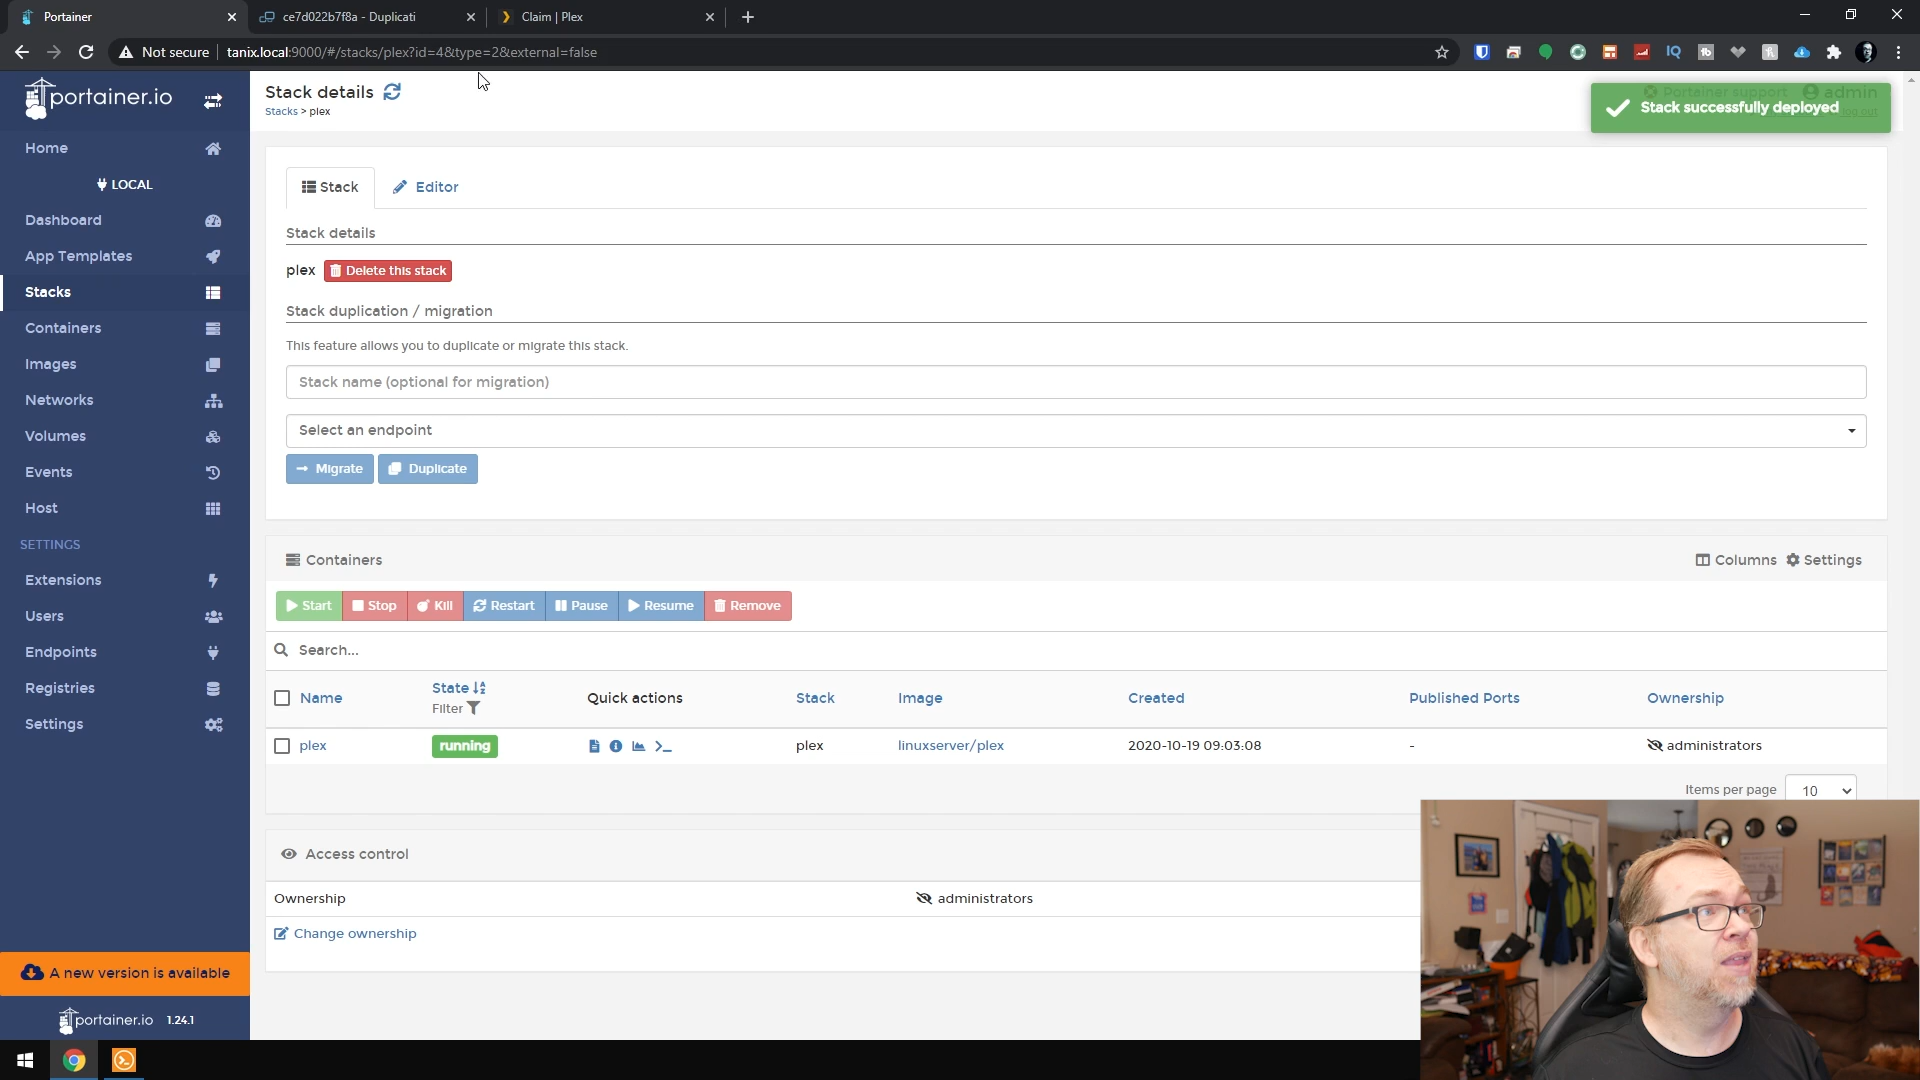 Portainer
ce7d022b7f8a - Duplicati
Claim | Plex
Not secure
tanix.local:9000/#/stacks/plex?id=4&type=2&external=false
portainer.io
Home
LOCAL
Dashboard
App Templates
Stacks
Containers
Images
Networks
Volumes
Events
Host
SETTINGS
Extensions
Users
Endpoints
Registries
Settings
A new version is available
portainer.io 1.24.1
Stack details
Stacks > plex
Portainer support
admin
log out
Stack successfully deployed
Stack
Editor
Stack details
plex
Delete this stack
Stack duplication / migration
This feature allows you to duplicate or migrate this stack.
Stack name (optional for migration)
Select an endpoint
Migrate
Duplicate
Containers
Columns
Settings
Start
Stop
Kill
Restart
Pause
Resume
Remove
Search...
Name
State
Filter
Quick actions
Stack
Image
Created
Published Ports
Ownership
plex
running
plex
linuxserver/plex
2020-10-19 09:03:08
-
administrators
Items per page
10
Access control
Ownership
administrators
Change ownership